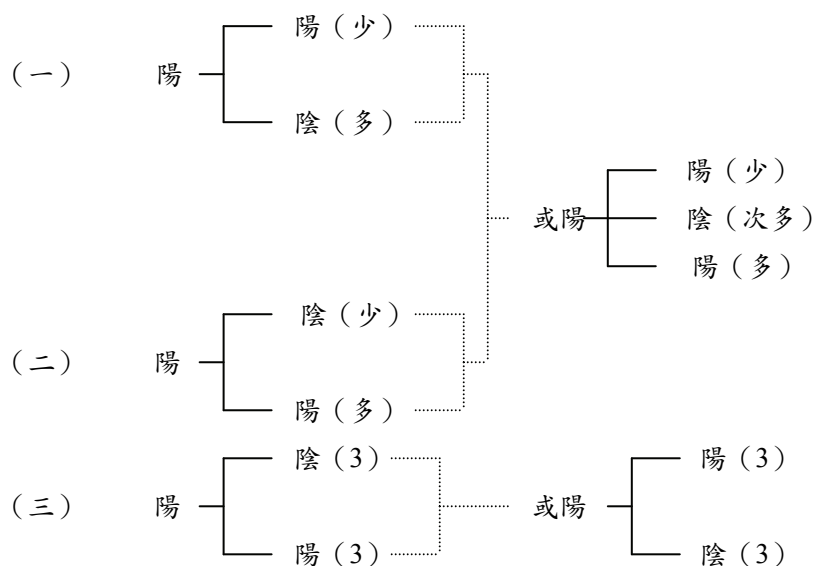 陽（少）
（一） 陽
陰（多）
陽（少）
或陽 陰（次多）
陽（多）
陰（少）
（二） 陽
陽（多）
陰（3） 陽（3）
（三） 陽 或陽
陽（3） 陰（3）